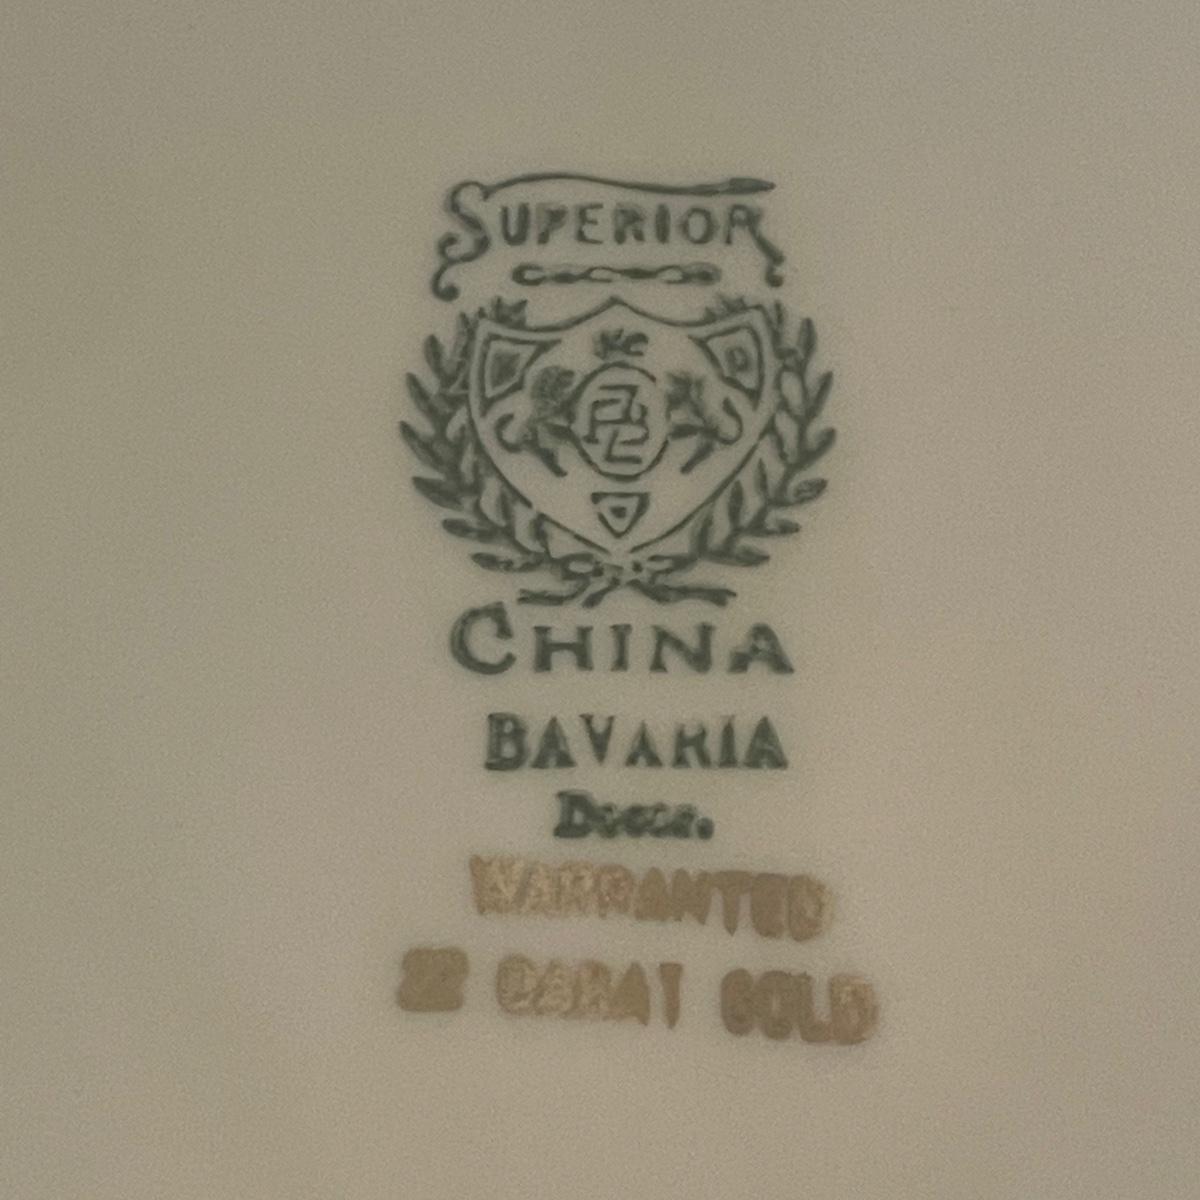 SUPERIOR
CHINA
BAVARIA
WARRANTED
22 CARAT GOLD